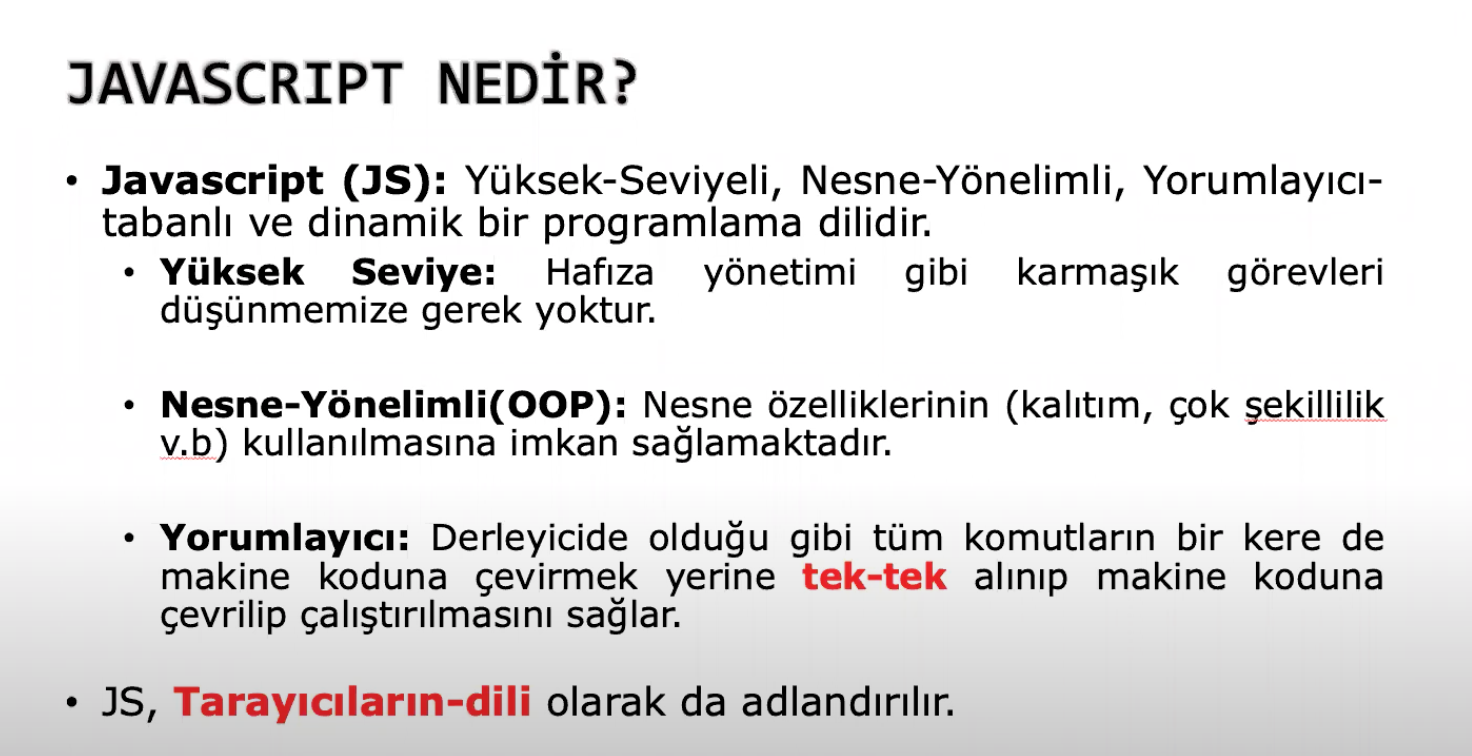 JAVASCRIPT NEDİR?
• Javascript (JS): Yüksek-Seviyeli, Nesne-Yönelimli, Yorumlayıcı-
tabanlı ve dinamik bir programlama dilidir.
• Yüksek Seviye: Hafıza yönetimi gibi karmaşık görevleri
düşünmemize gerek yoktur.
• Nesne-Yönelimli(OOP): Nesne özelliklerinin (kalıtım, çok şekillilik
v.b) kullanılmasına imkan sağlamaktadır.
• Yorumlayıcı: Derleyicide olduğu gibi tüm komutların bir kere de
makine koduna çevirmek yerine tek-tek alınıp makine koduna
çevrilip çalıştırılmasını sağlar.
• JS, Tarayıcıların-dili olarak da adlandırılır.